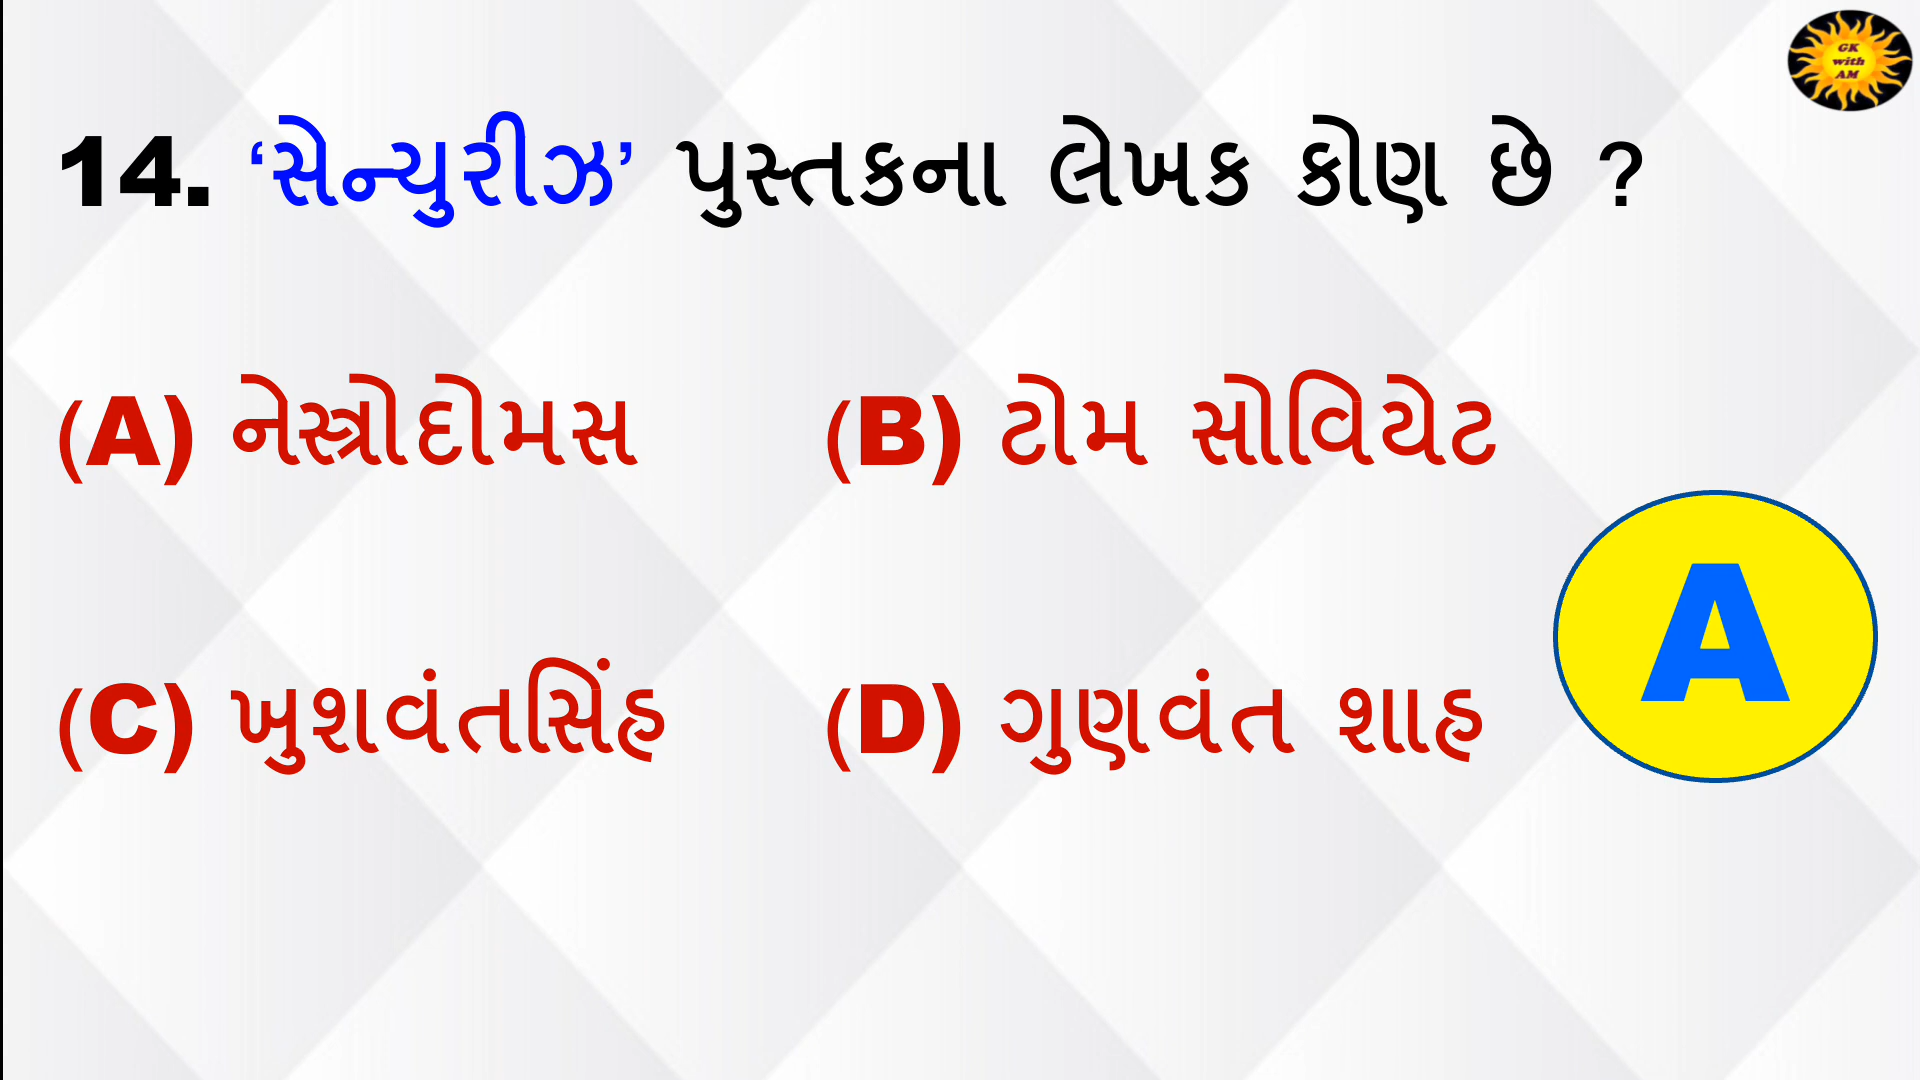 GK
with
AM
14. ‘સેન્ચુરીઝ’ પુસ્તકના લેખક કોણ છે ?
(A) નેસ્ત્રોદોમસ (B) ટોમ સોવિયેટ
A
(C) ખુશવંતસિંહ (D) ગુણવંત શાહ